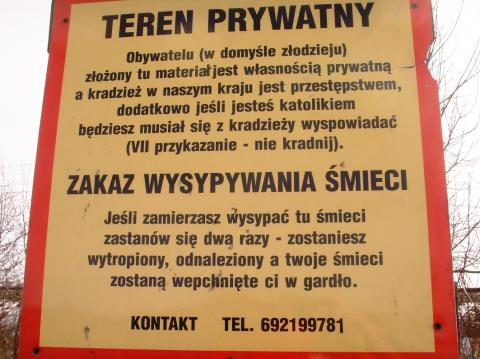 TEREN PRYWATNY
Obywatelu (w domyśle złodzieju)
złożony tu materiał jest własnością prywatną
a kradzież w naszym kraju jest przestępstwem,
dodatkowo jeśli jesteś katolikiem
będziesz musiał się z kradzieży wyspowiadać
(VII przykazanie - nie kradnij).
ZAKAZ WYSYPYWANIA ŚMIECI
Jeśli zamierzasz wysypać tu śmieci
zastanów się dwa razy - zostaniesz
wytropiony, odnaleziony a twoje śmieci
zostaną wepchnięte ci w gardło.
KONTAKT TEL. 692199781